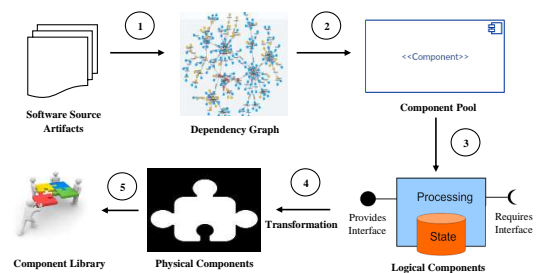 1
2
<<Component>>
Software Source
Artifacts
Dependency Graph
Component Pool
3
5
4
Processing
Provides
Interface
Requires
Interface
State
Transformation
Component Library
Physical Components
Logical Components